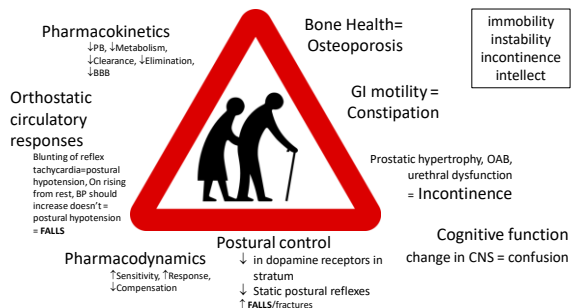 Pharmacokinetics
↓PB, ↓Metabolism,
↓Clearance, ↓Elimination,
↓BBB
Bone Health=
Osteoporosis
immobility
instability
incontinence
intellect
Orthostatic
circulatory
responses
Blunting of reflex
tachycardia=postural
hypotension, On rising
from rest, BP should
increase doesn't =
postural hypotension
= FALLS
GI motility =
Constipation
Prostatic hypertrophy, OAB,
urethral dysfunction
= Incontinence
Pharmacodynamics
↑Sensitivity, ↑Response,
↓Compensation
Postural control
↓ in dopamine receptors in
stratum
↓ Static postural reflexes
↑ FALLS/fractures
Cognitive function
change in CNS = confusion